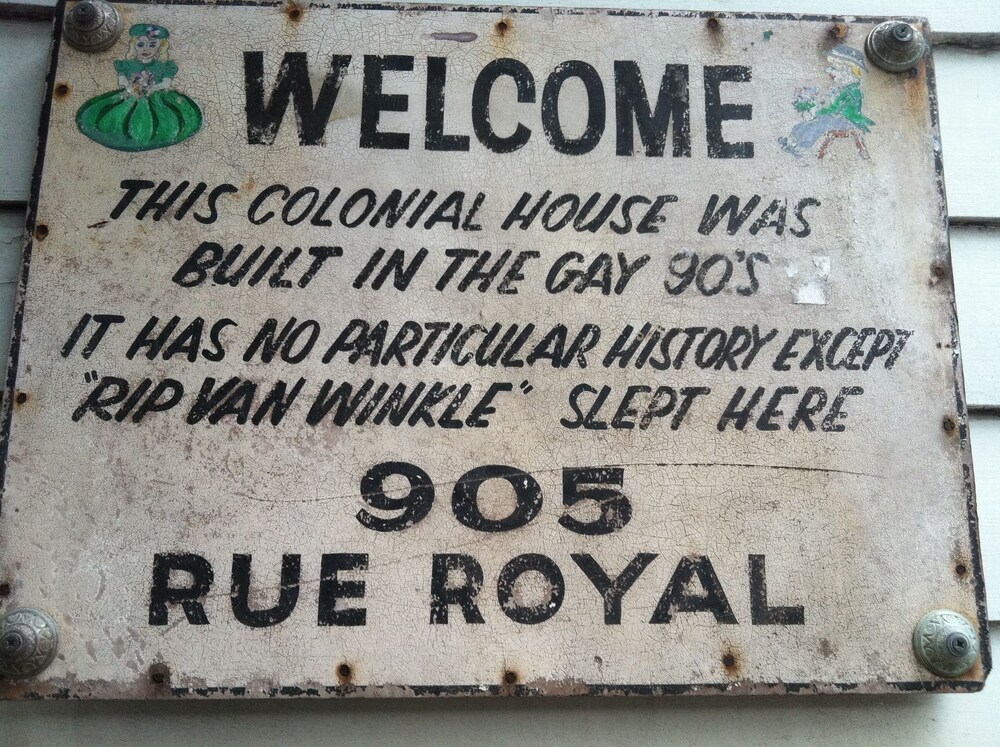 WELCOME
THIS COLONIAL HOUSE WAS
BUILT IN THE GAY 90'S
IT HAS NO PARTICULAR HISTORY EXCEPT
"RIP VAN WINKLE" SLEPT HERE
905
RUE ROYAL